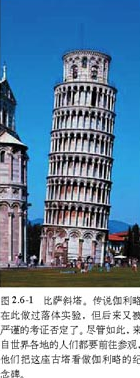 图2.6-1 比萨斜塔。传说伽利略
在此做过落体实验，但后来又被
严谨的考证否定了。尽管如此，来
自世界各地的人们都要前往参观，
他们把这座古塔看做伽利略的纪
念碑。